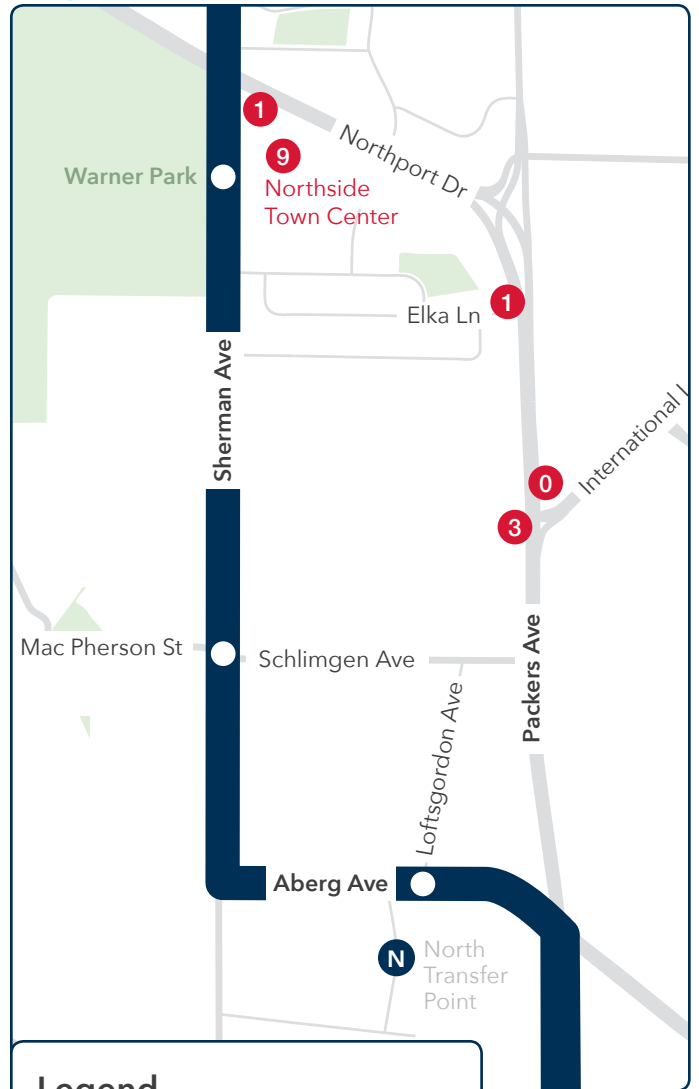 1
Northport Dr
9
Warner Park
Northside
Town Center
1
Elka Ln
Sherman Ave
International
0
3
Mac Pherson St
Schlimgen Ave
Packers Ave
Loftsgordon Ave
Aberg Ave
N
North
Transfer
Point
Legend